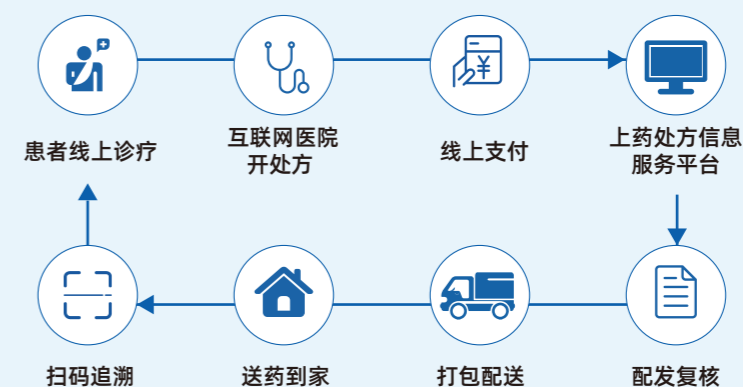 患者线上诊疗
互联网医院
开处方
线上支付
¥
上药处方信息
服务平台
扫码追溯
送药到家
打包配送
配发复核